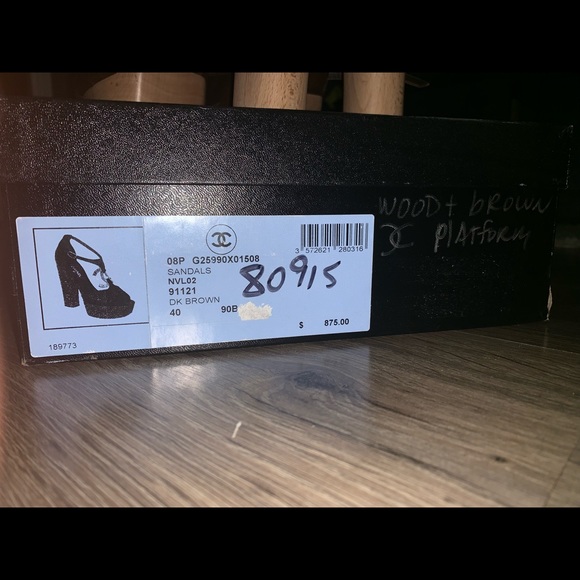 WOOD + BROWN
PLATFORM
08P G25990X01508
SANDALS
NVL02
91121
DK BROWN
40 90B
80915
3 572621 280316
$ 875.00
189773